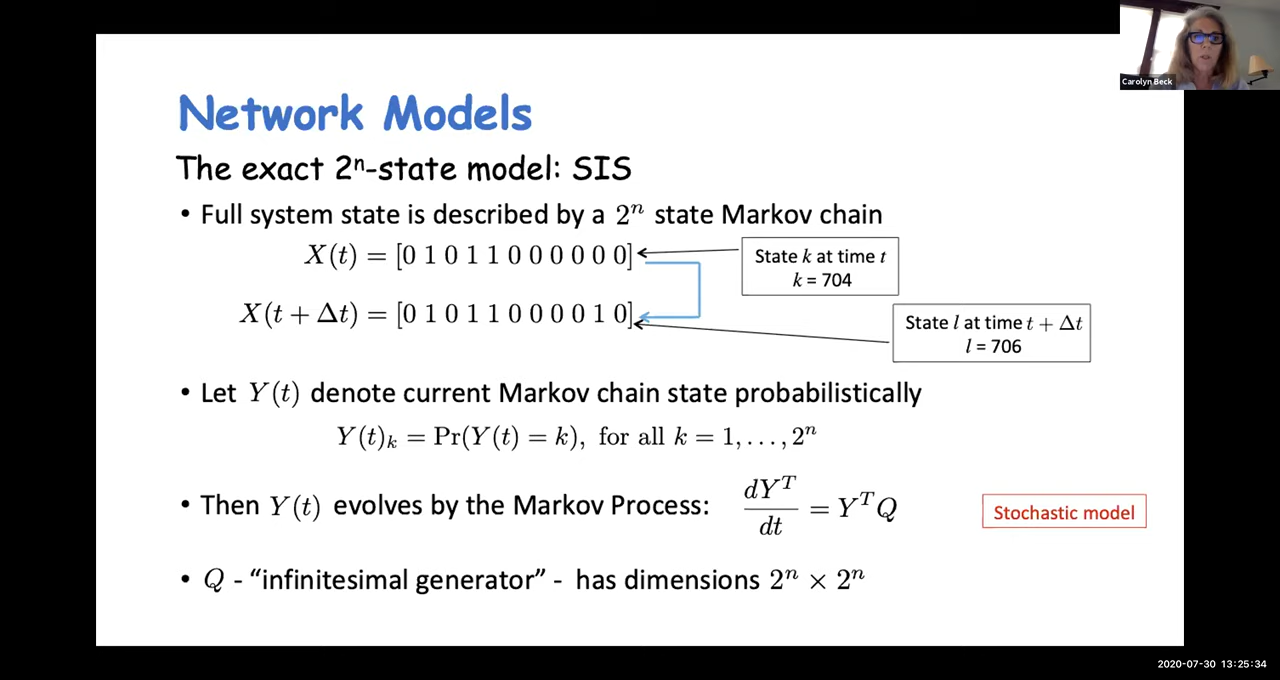 Carolyn Beck
Network Models
The exact 2ⁿ-state model: SIS
• Full system state is described by a 2ⁿ state Markov chain
X(t) = [0 1 0 1 1 0 0 0 0 0 0]
State k at time t
k = 704
X(t + Δt) = [0 1 0 1 1 0 0 0 0 1 0]
State l at time t + Δt
l = 706
• Let Y(t) denote current Markov chain state probabilistically
Y(t)ₖ = Pr(Y(t) = k), for all k = 1, . . . , 2ⁿ
• Then Y(t) evolves by the Markov Process: dYᵀ/dt = YᵀQ
Stochastic model
• Q - “infinitesimal generator” - has dimensions 2ⁿ × 2ⁿ
2020-07-30 13:25:34